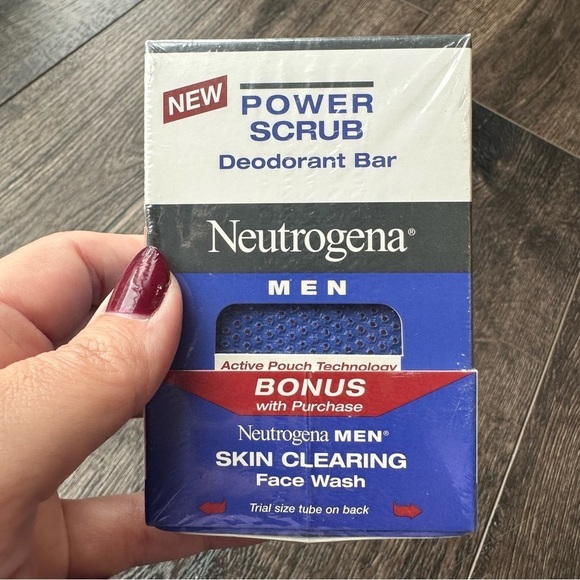 NEW
POWER
SCRUB
Deodorant Bar
Neutrogena®
MEN
Active Pouch Technology
BONUS
with Purchase
Neutrogena MEN®
SKIN CLEARING
Face Wash
Trial size tube on back